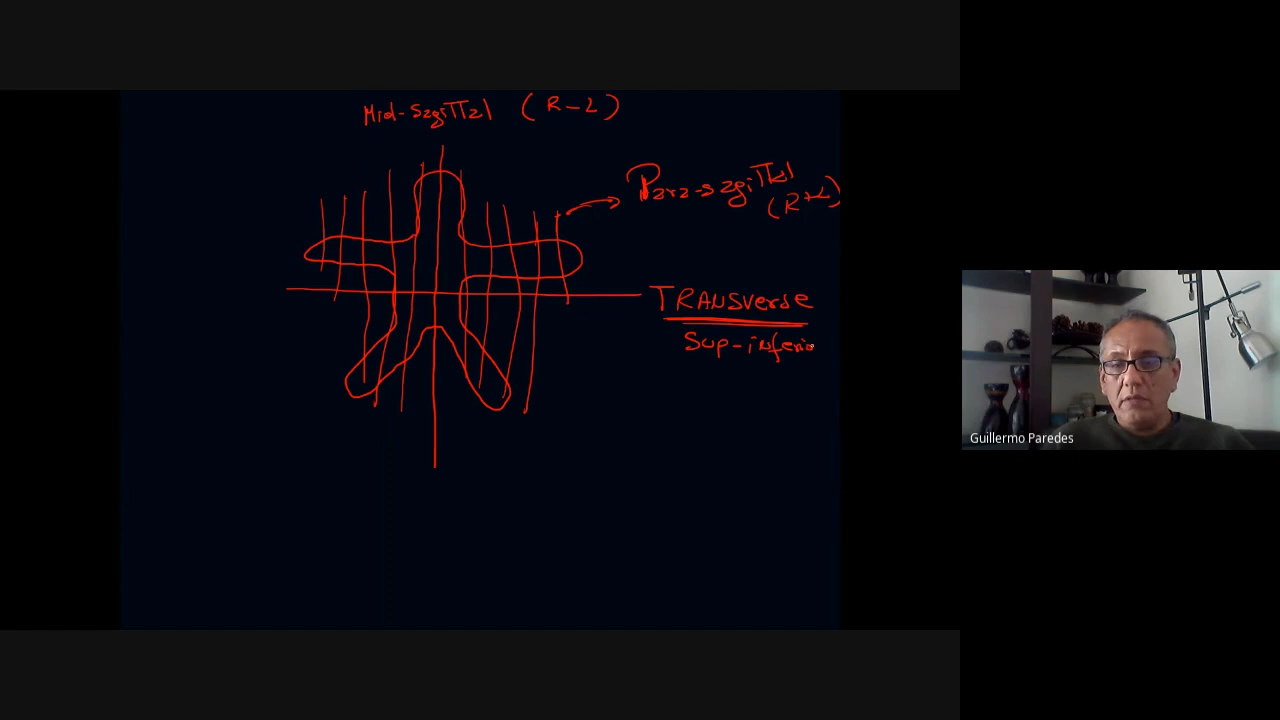 Mid-sagittal (R-L)
Para-sagittal
(R+L)
TRANSverse
Sup-inferio
Guillermo Paredes